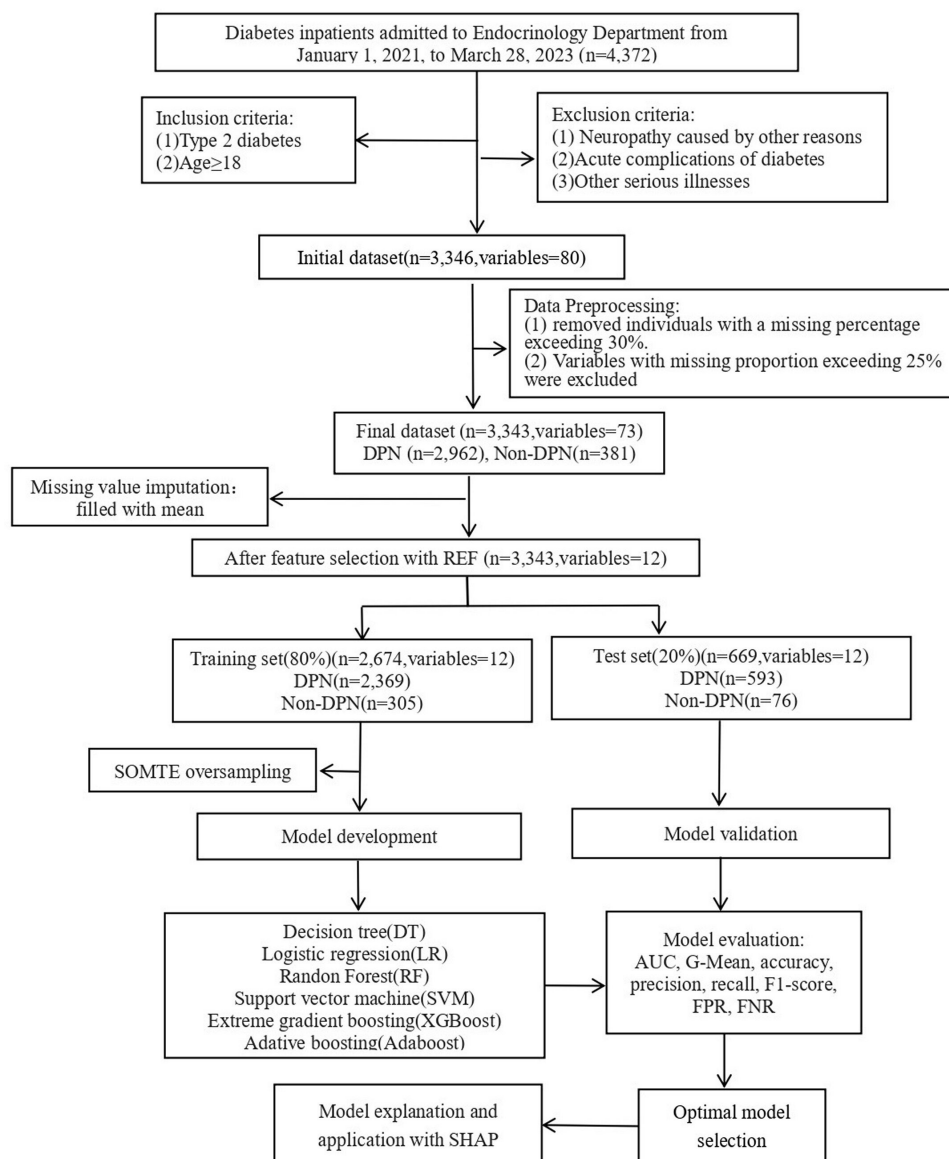 Diabetes inpatients admitted to Endocrinology Department from
January 1, 2021, to March 28, 2023 (n=4,372)
Inclusion criteria:
(1)Type 2 diabetes
(2)Age≥18
Exclusion criteria:
(1) Neuropathy caused by other reasons
(2)Acute complications of diabetes
(3)Other serious illnesses
Initial dataset(n=3,346,variables=80)
Data Preprocessing:
(1) removed individuals with a missing percentage
exceeding 30%.
(2) Variables with missing proportion exceeding 25%
were excluded
Final dataset (n=3,343,variables=73)
DPN (n=2,962), Non-DPN(n=381)
Missing value imputation:
filled with mean
After feature selection with REF (n=3,343,variables=12)
Training set(80%)(n=2,674,variables=12)
DPN(n=2,369)
Non-DPN(n=305)
Test set(20%)(n=669,variables=12)
DPN(n=593)
Non-DPN(n=76)
SOMTE oversampling
Model development
Model validation
Decision tree(DT)
Logistic regression(LR)
Randon Forest(RF)
Support vector machine(SVM)
Extreme gradient boosting(XGBoost)
Adative boosting(Adaboost)
Model evaluation:
AUC, G-Mean, accuracy,
precision, recall, F1-score,
FPR, FNR
Model explanation and
application with SHAP
Optimal model
selection